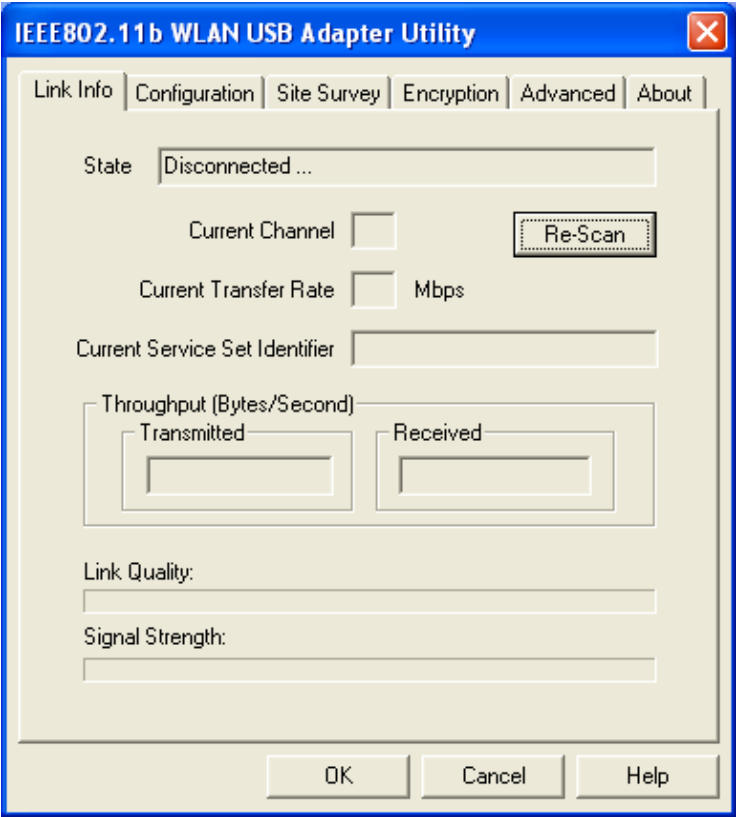 IEEE802.11b WLAN USB Adapter Utility
Link Info Configuration Site Survey Encryption Advanced About
State Disconnected ...
Current Channel Re-Scan
Current Transfer Rate Mbps
Current Service Set Identifier
Throughput (Bytes/Second)
Transmitted Received
Link Quality:
Signal Strength:
OK Cancel Help